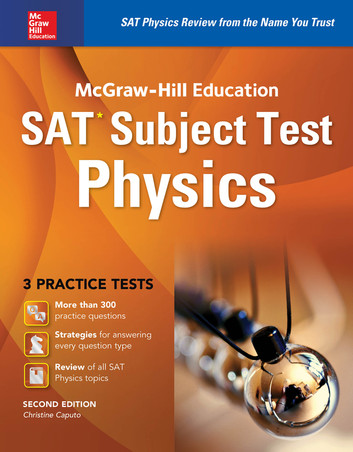 Mc
Graw
Hill
Education
SAT Physics Review from the Name You Trust
McGraw-Hill Education
SAT* Subject Test
Physics
3 PRACTICE TESTS
More than 300
practice questions
Strategies for answering
every question type
Review of all SAT
Physics topics
SECOND EDITION
Christine Caputo